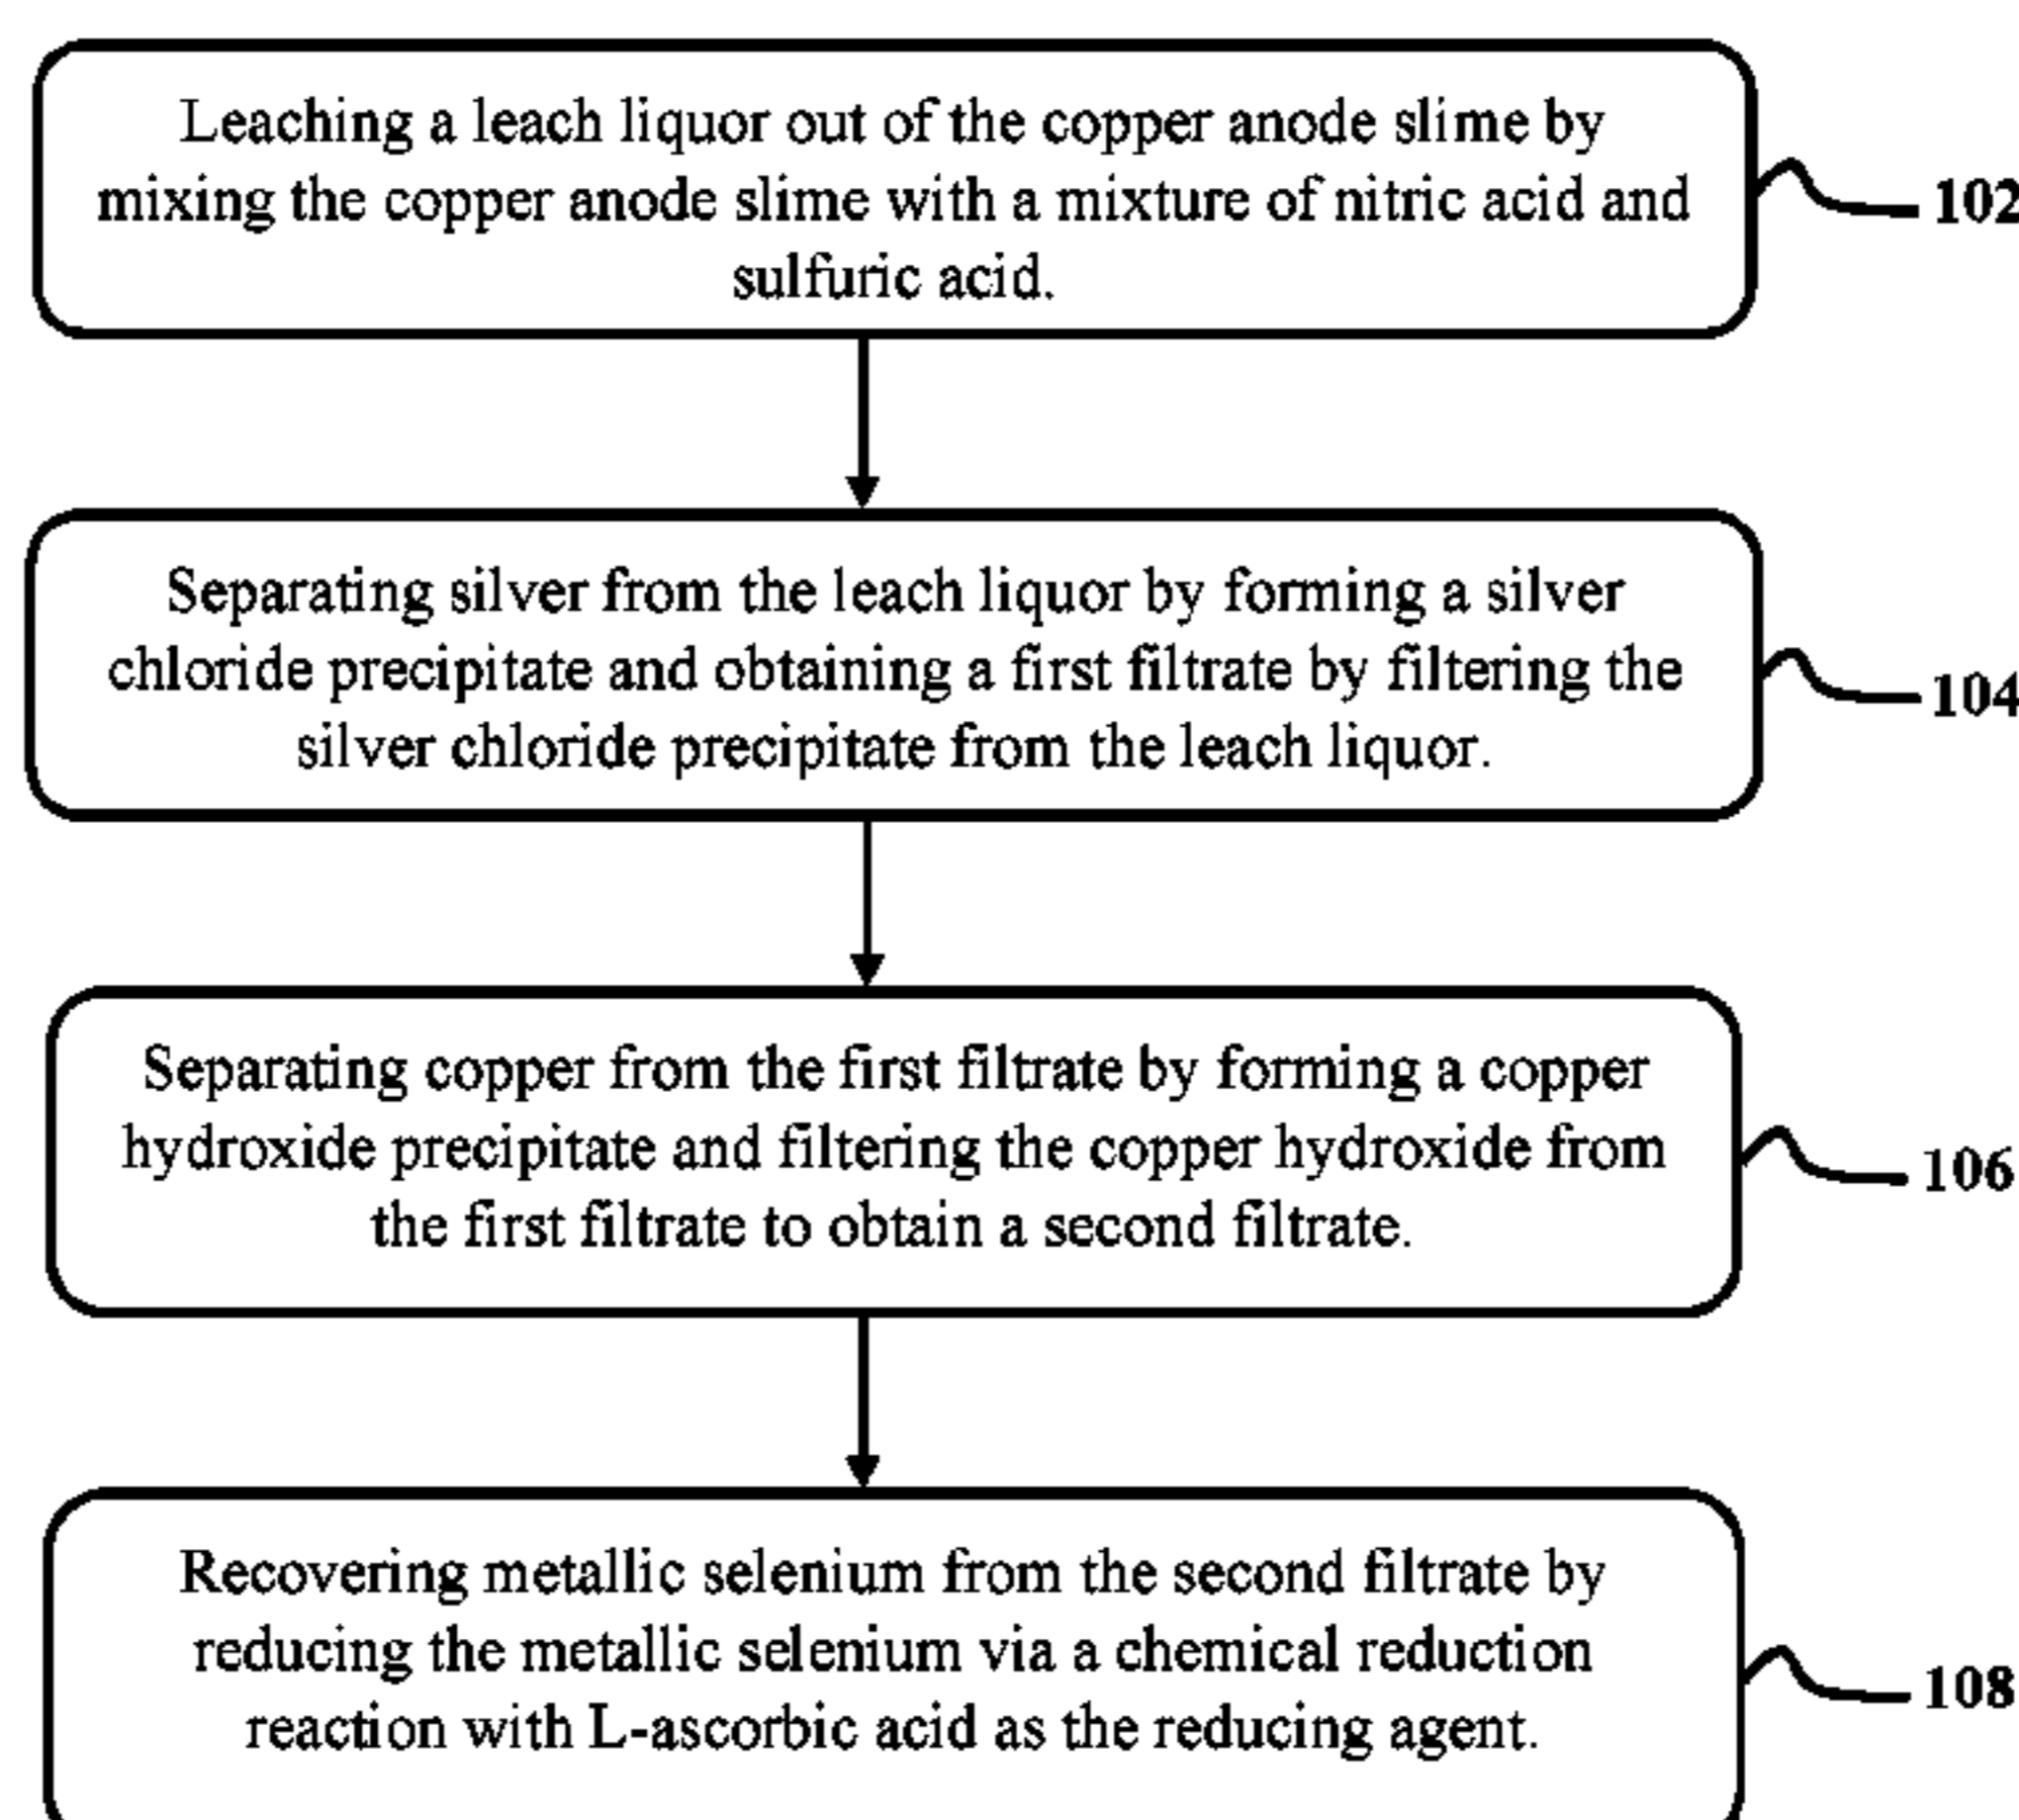 Leaching a leach liquor out of the copper anode slime by
mixing the copper anode slime with a mixture of nitric acid and
sulfuric acid.
102
Separating silver from the leach liquor by forming a silver
chloride precipitate and obtaining a first filtrate by filtering the
silver chloride precipitate from the leach liquor.
104
Separating copper from the first filtrate by forming a copper
hydroxide precipitate and filtering the copper hydroxide from
the first filtrate to obtain a second filtrate.
106
Recovering metallic selenium from the second filtrate by
reducing the metallic selenium via a chemical reduction
reaction with L-ascorbic acid as the reducing agent.
108